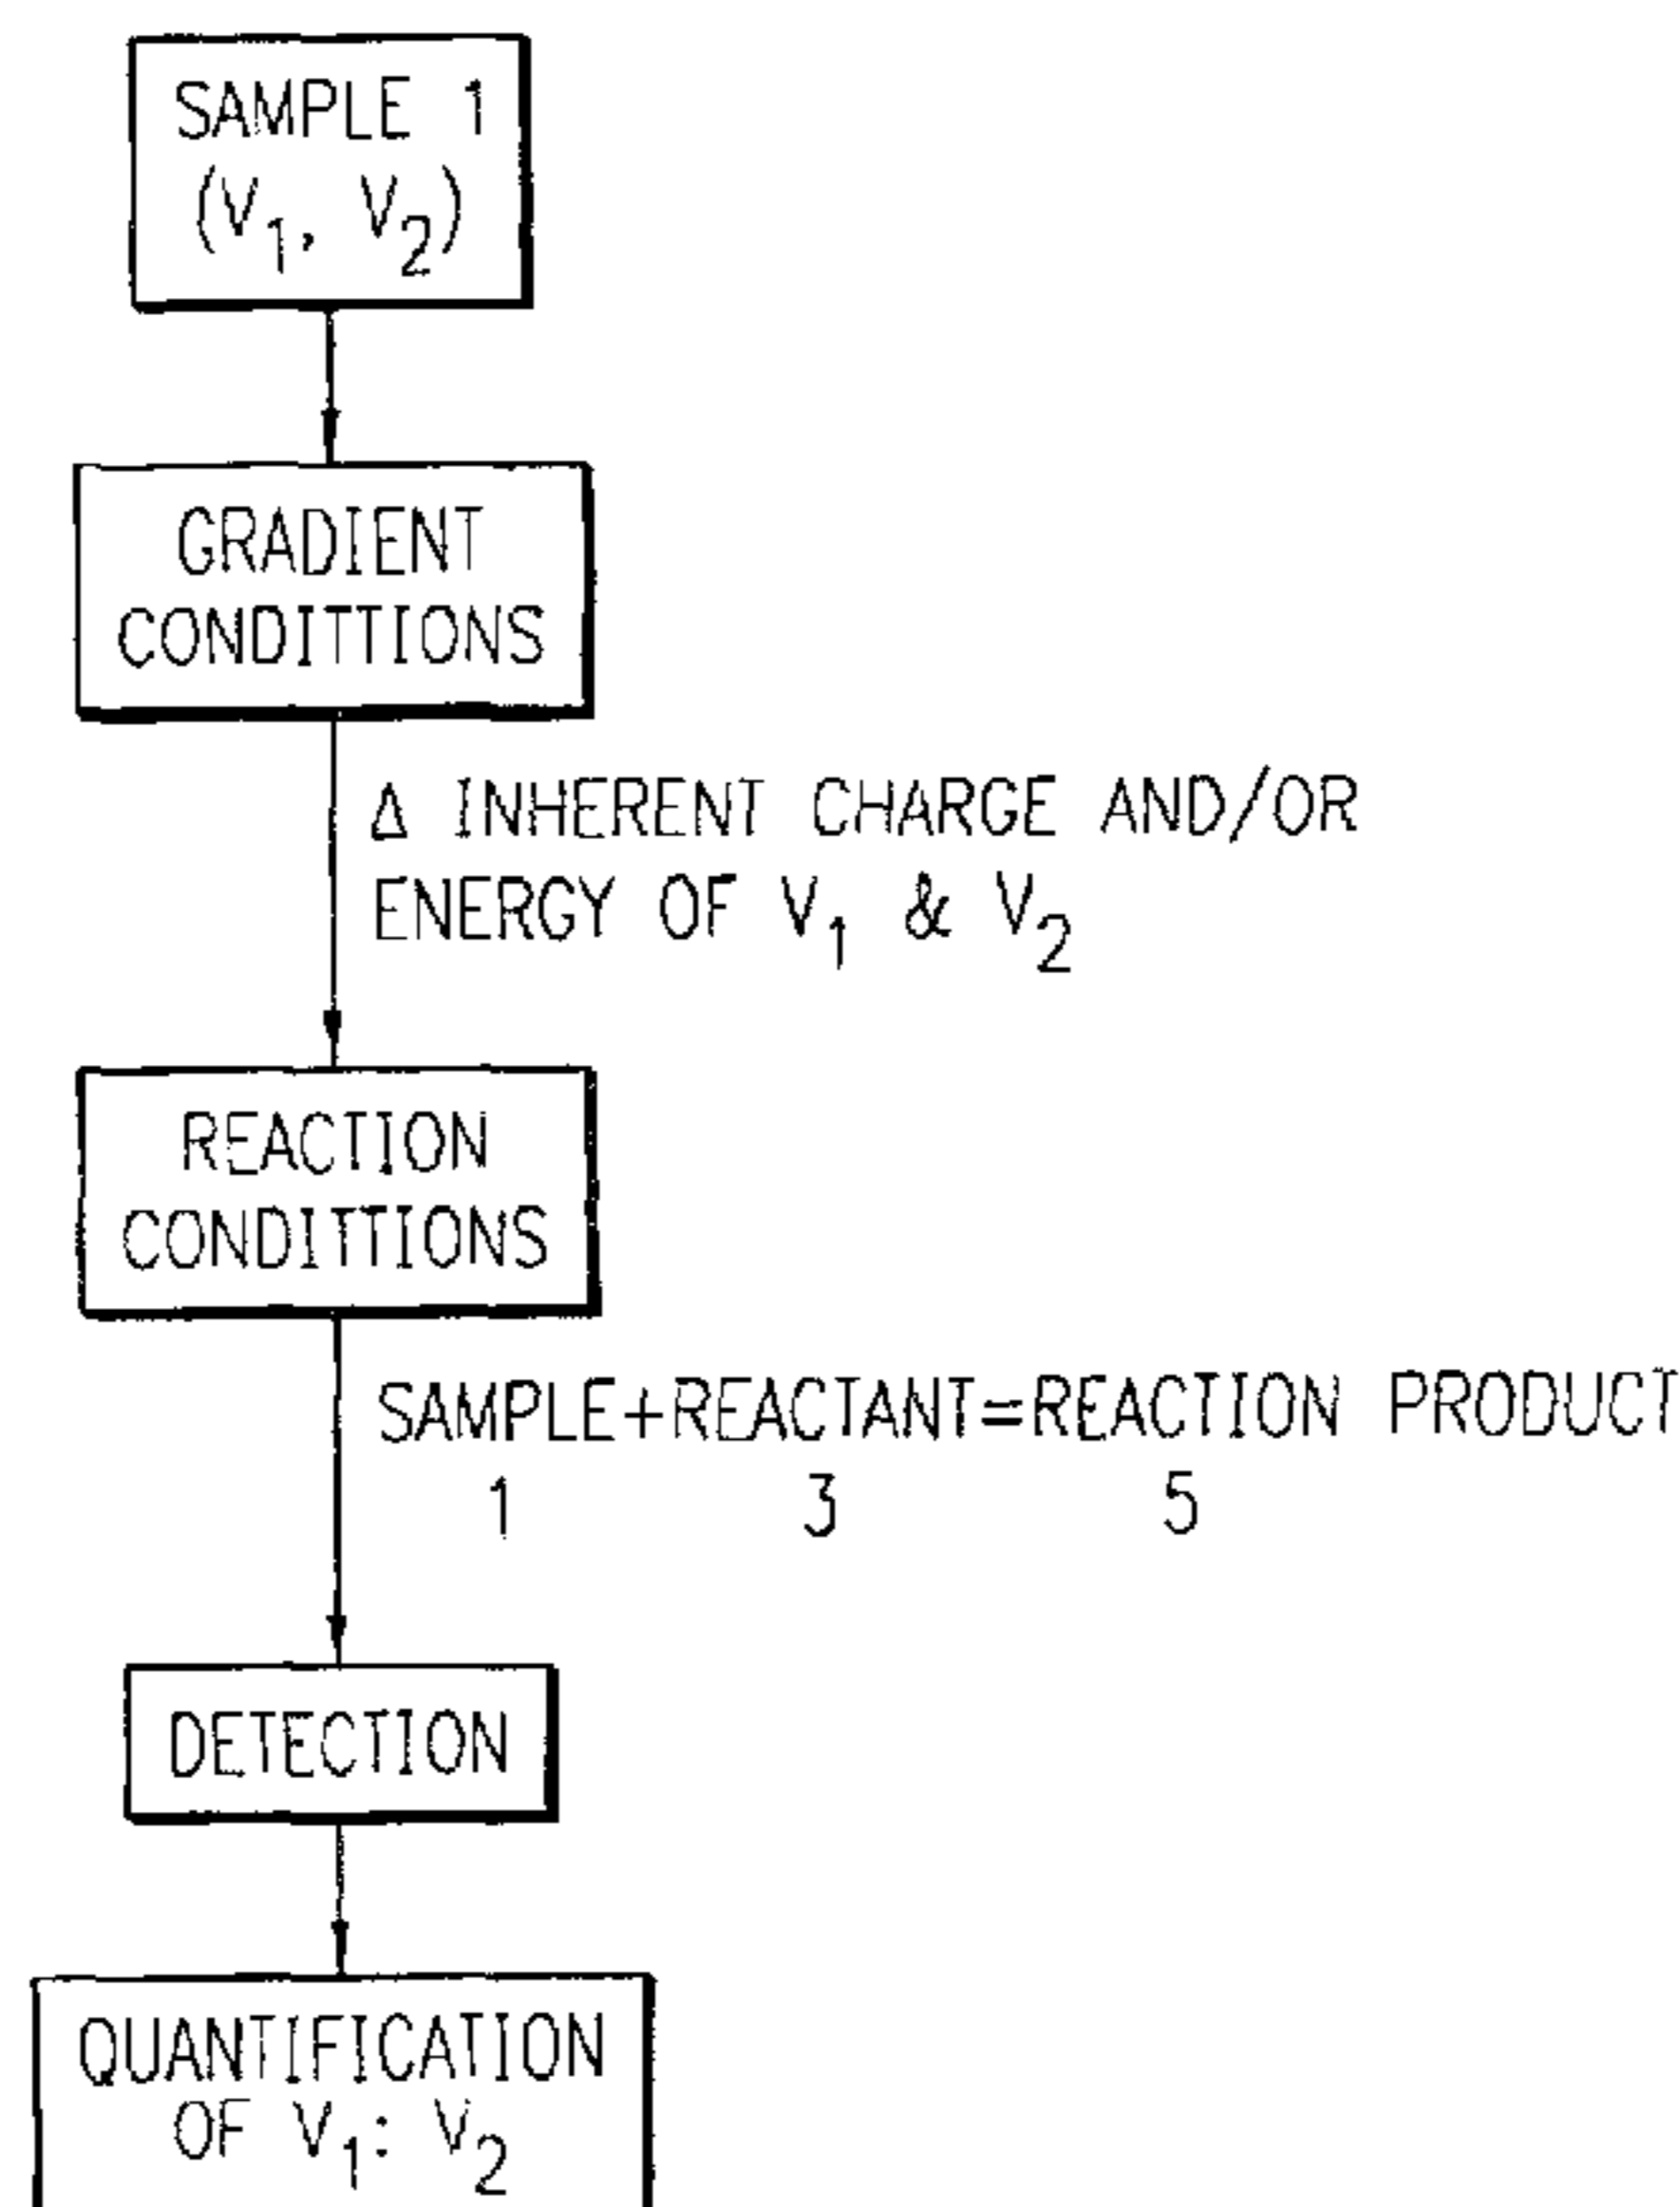 SAMPLE 1
(V₁, V₂)
GRADIENT
CONDITTIONS
Δ INHERENT CHARGE AND/OR
ENERGY OF V₁ & V₂
REACTION
CONDITTIONS
SAMPLE+REACTANT=REACTION PRODUCT
1 3 5
DETECTION
QUANTIFICATION
OF V₁: V₂